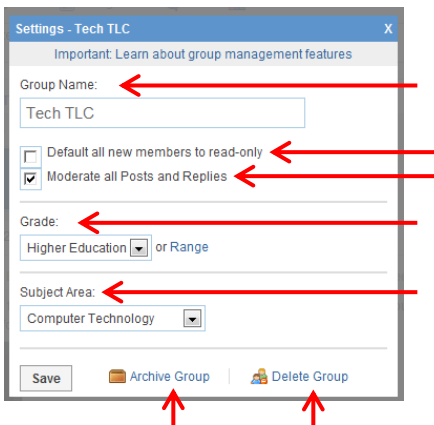 Settings - Tech TLC X
Important: Learn about group management features
Group Name:
Tech TLC
Default all new members to read-only
Moderate all Posts and Replies
Grade:
Higher Education or Range
Subject Area:
Computer Technology
Save Archive Group Delete Group